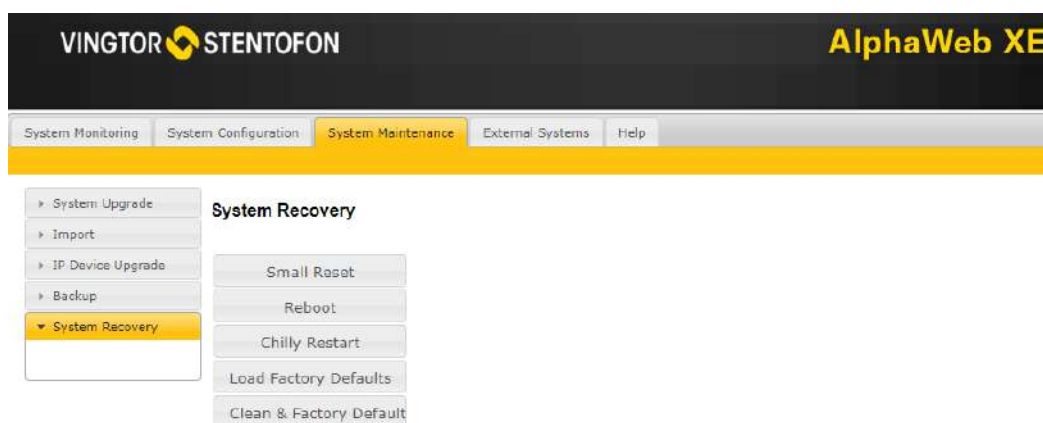 VINGTOR STENTOFON
AlphaWeb XE
System Monitoring System Configuration System Maintenance External Systems Help
System Upgrade
Import
IP Device Upgrade
Backup
System Recovery
System Recovery
Small Reset
Reboot
Chilly Restart
Load Factory Defaults
Clean & Factory Default